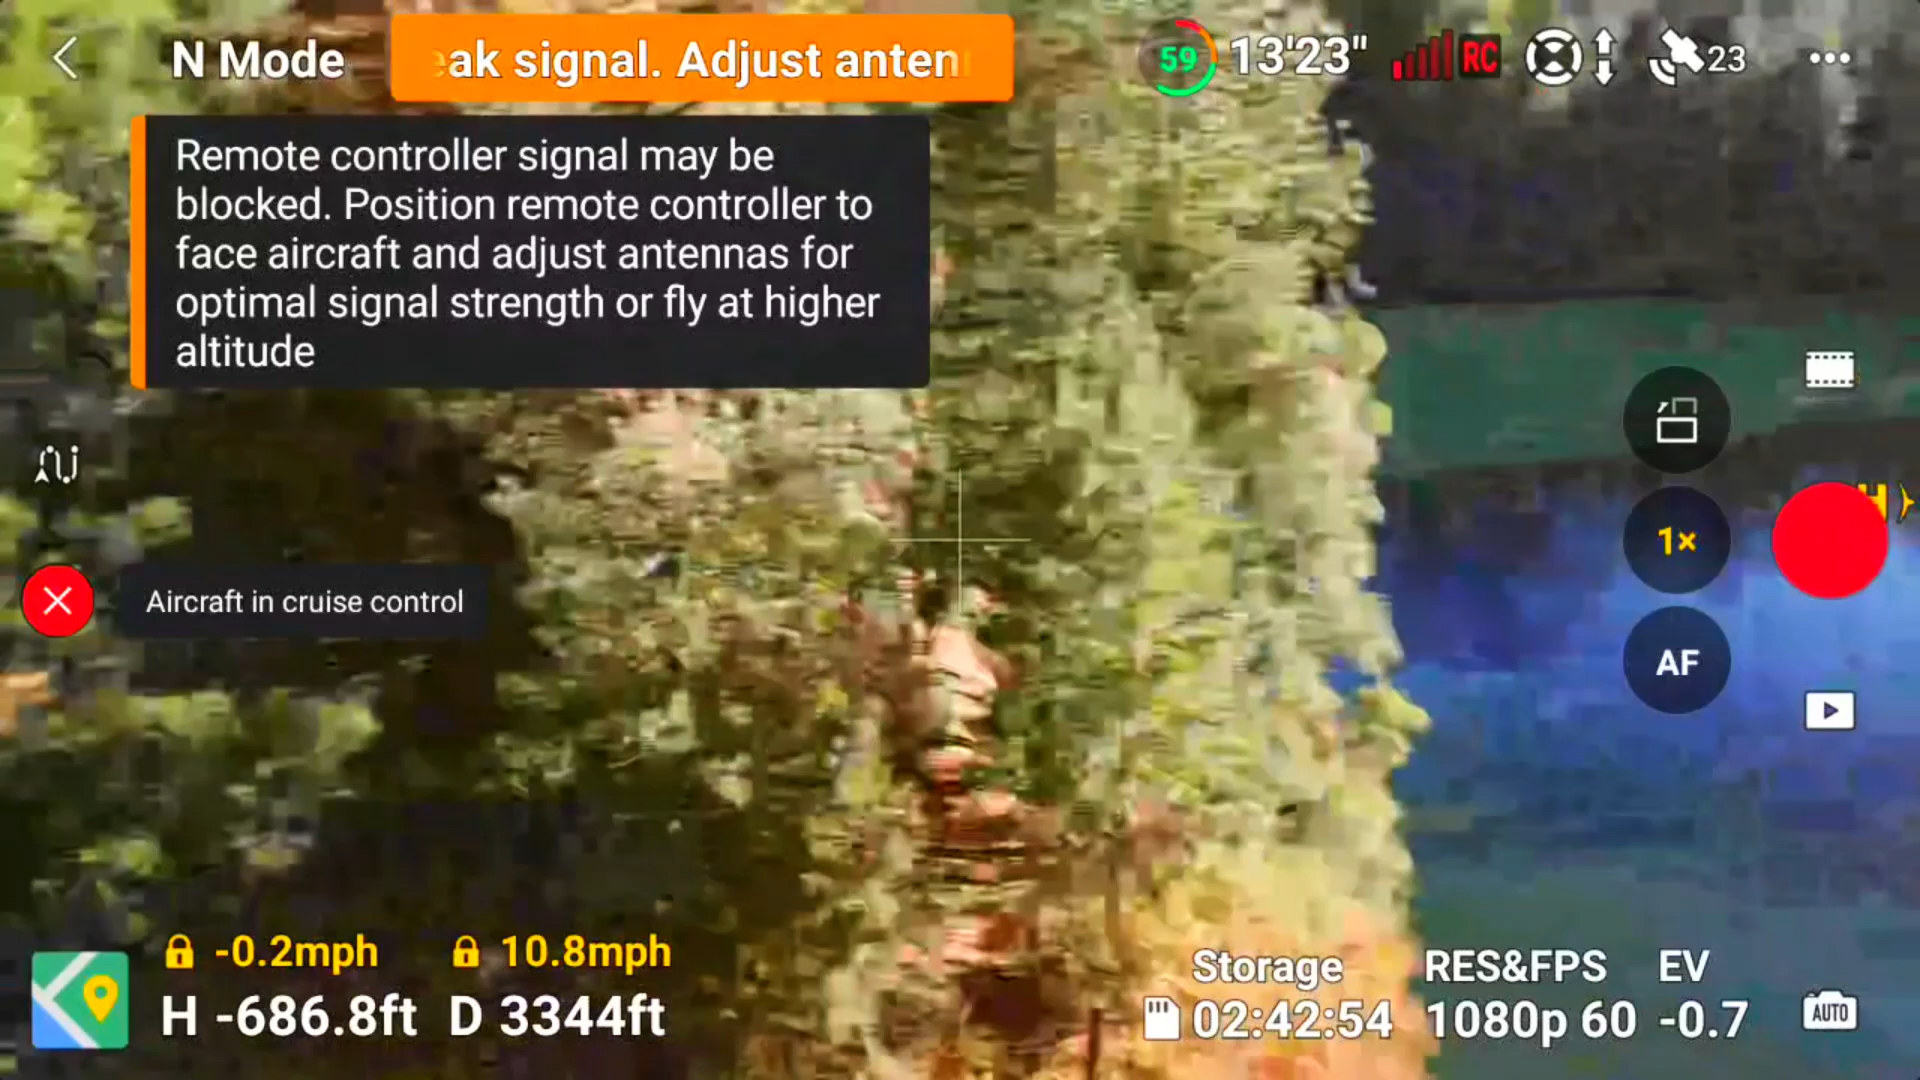 N Mode
ak signal. Adjust anten
59
13'23"
RC
23
Remote controller signal may be
blocked. Position remote controller to
face aircraft and adjust antennas for
optimal signal strength or fly at higher
altitude
H
1×
Aircraft in cruise control
AF
-0.2mph
10.8mph
H -686.8ft
D 3344ft
Storage
02:42:54
RES&FPS
1080p 60
EV
-0.7
AUTO